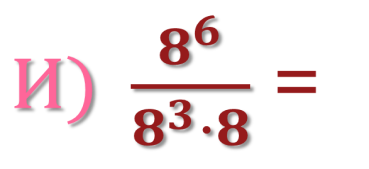 И) 8⁶ / 8³·8 =